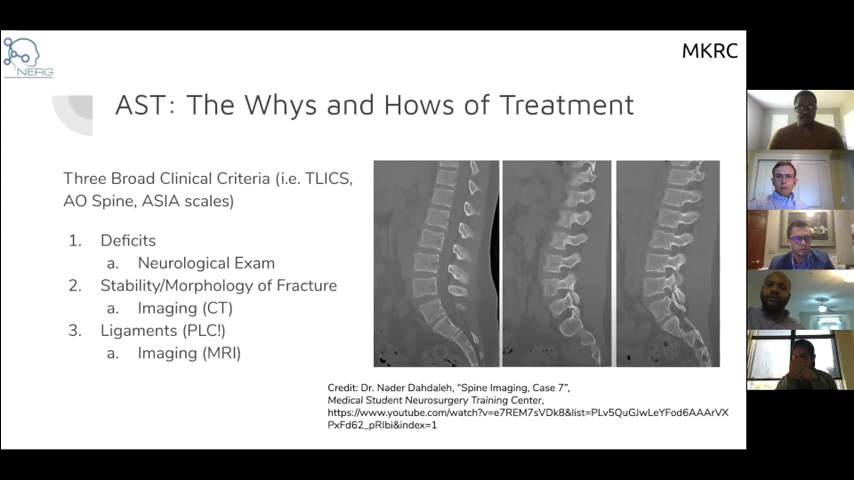 NERG
MKRC
AST: The Whys and Hows of Treatment
Three Broad Clinical Criteria (i.e. TLICS,
AO Spine, ASIA scales)
1. Deficits
a. Neurological Exam
2. Stability/Morphology of Fracture
a. Imaging (CT)
3. Ligaments (PLC!)
a. Imaging (MRI)
Credit: Dr. Nader Dahdaleh, “Spine Imaging, Case 7”,
Medical Student Neurosurgery Training Center,
https://www.youtube.com/watch?v=e7REM7sVDk8&list=PLv5QuGJwLeYFod6AAArVX
PxFd62_pRlbi&index=1